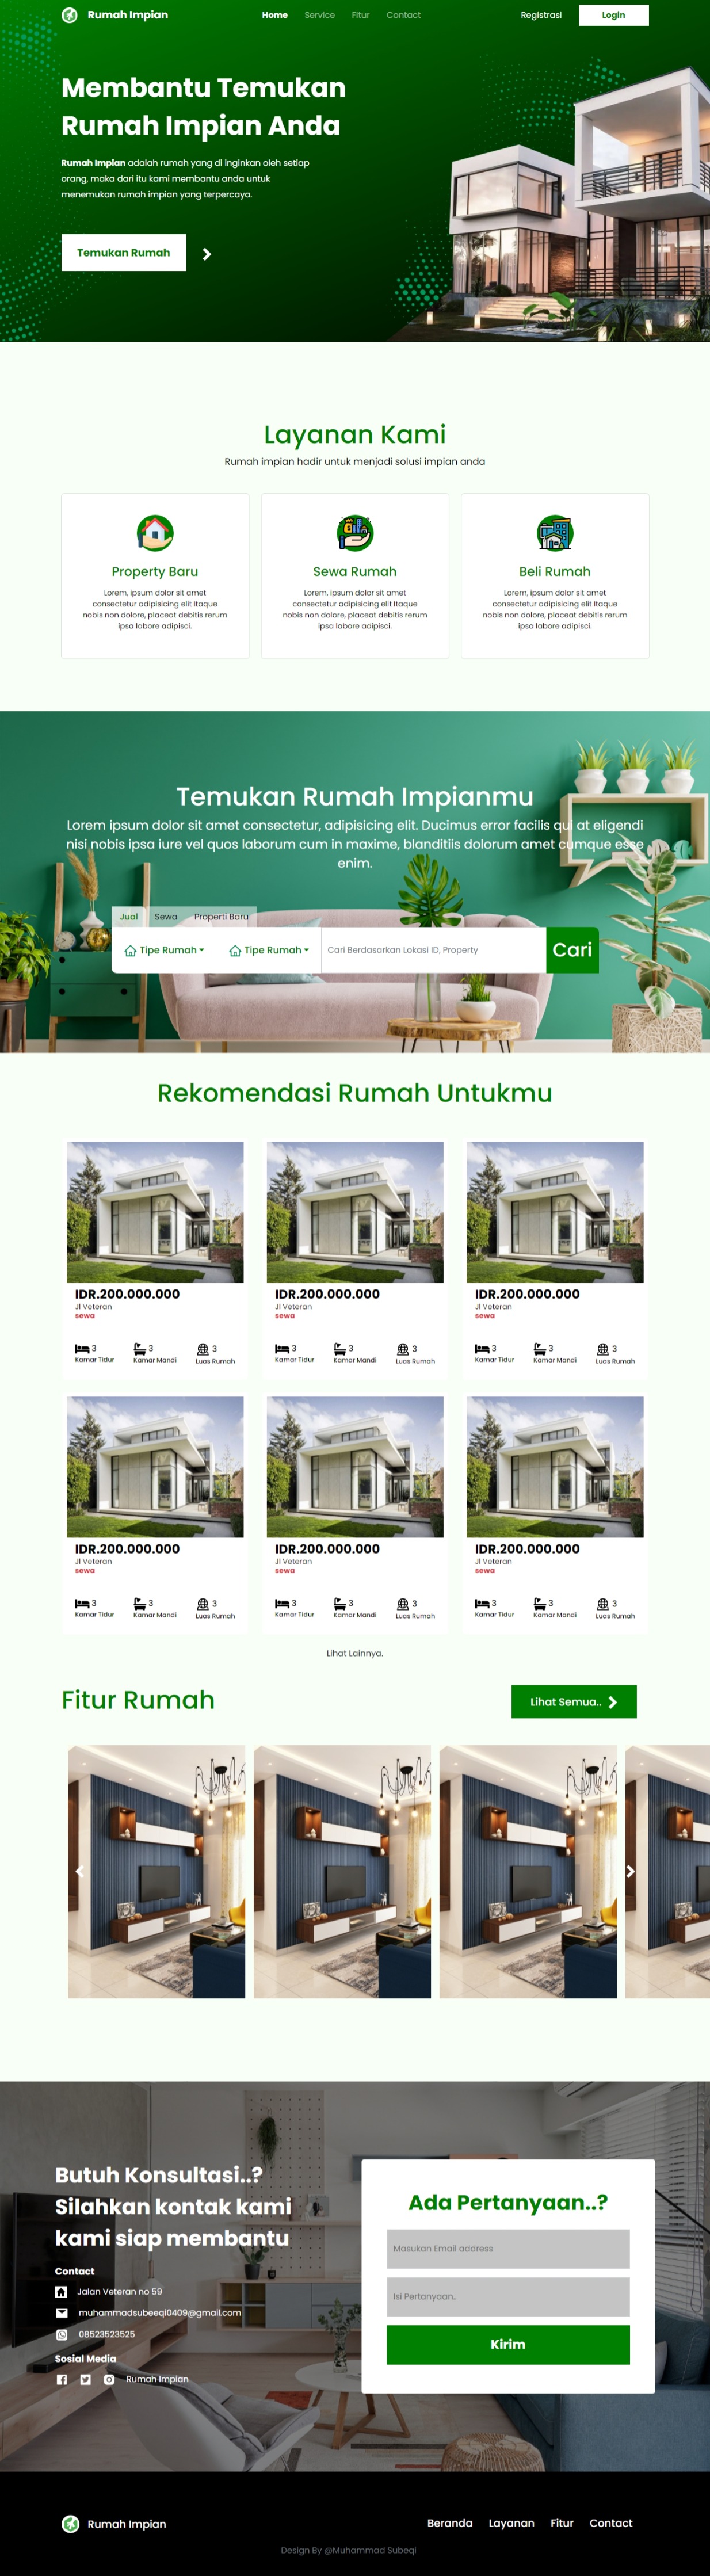 Rumah Impian
Home Service Fitur Contact
Registrasi Login
Membantu Temukan
Rumah Impian Anda
Rumah Impian adalah rumah yang di inginkan oleh setiap
orang, maka dari itu kami membantu anda untuk
menemukan rumah impian yang terpercaya.
Temukan Rumah
Layanan Kami
Rumah impian hadir untuk menjadi solusi impian anda
Property Baru
Lorem, ipsum dolor sit amet
consectetur adipisicing elit Itaque
nobis non dolore, placeat debitis rerum
ipsa labore adipisci.
Sewa Rumah
Lorem, ipsum dolor sit amet
consectetur adipisicing elit Itaque
nobis non dolore, placeat debitis rerum
ipsa labore adipisci.
Beli Rumah
Lorem, ipsum dolor sit amet
consectetur adipisicing elit Itaque
nobis non dolore, placeat debitis rerum
ipsa labore adipisci.
Temukan Rumah Impianmu
Lorem ipsum dolor sit amet consectetur, adipisicing elit. Ducimus error facilis qui at eligendi
nisi nobis ipsa iure vel quos laborum cum in maxime, blanditiis dolorum amet cumque esse
enim.
Jual Sewa Properti Baru
Tipe Rumah Tipe Rumah Cari Berdasarkan Lokasi ID, Property Cari
Rekomendasi Rumah Untukmu
IDR.200.000.000
Jl Veteran
sewa
3 3 3
Kamar Tidur Kamar Mandi Luas Rumah
IDR.200.000.000
Jl Veteran
sewa
3 3 3
Kamar Tidur Kamar Mandi Luas Rumah
IDR.200.000.000
Jl Veteran
sewa
3 3 3
Kamar Tidur Kamar Mandi Luas Rumah
IDR.200.000.000
Jl Veteran
sewa
3 3 3
Kamar Tidur Kamar Mandi Luas Rumah
IDR.200.000.000
Jl Veteran
sewa
3 3 3
Kamar Tidur Kamar Mandi Luas Rumah
IDR.200.000.000
Jl Veteran
sewa
3 3 3
Kamar Tidur Kamar Mandi Luas Rumah
Lihat Lainnya.
Fitur Rumah
Lihat Semua..
Butuh Konsultasi..?
Silahkan kontak kami
kami siap membantu
Contact
Jalan Veteran no 59
muhammadsubeeqi0409@gmail.com
08523523525
Sosial Media
Rumah Impian
Ada Pertanyaan..?
Masukan Email address
Isi Pertanyaan..
Kirim
Rumah Impian
Beranda Layanan Fitur Contact
Design By @Muhammad Subeqi